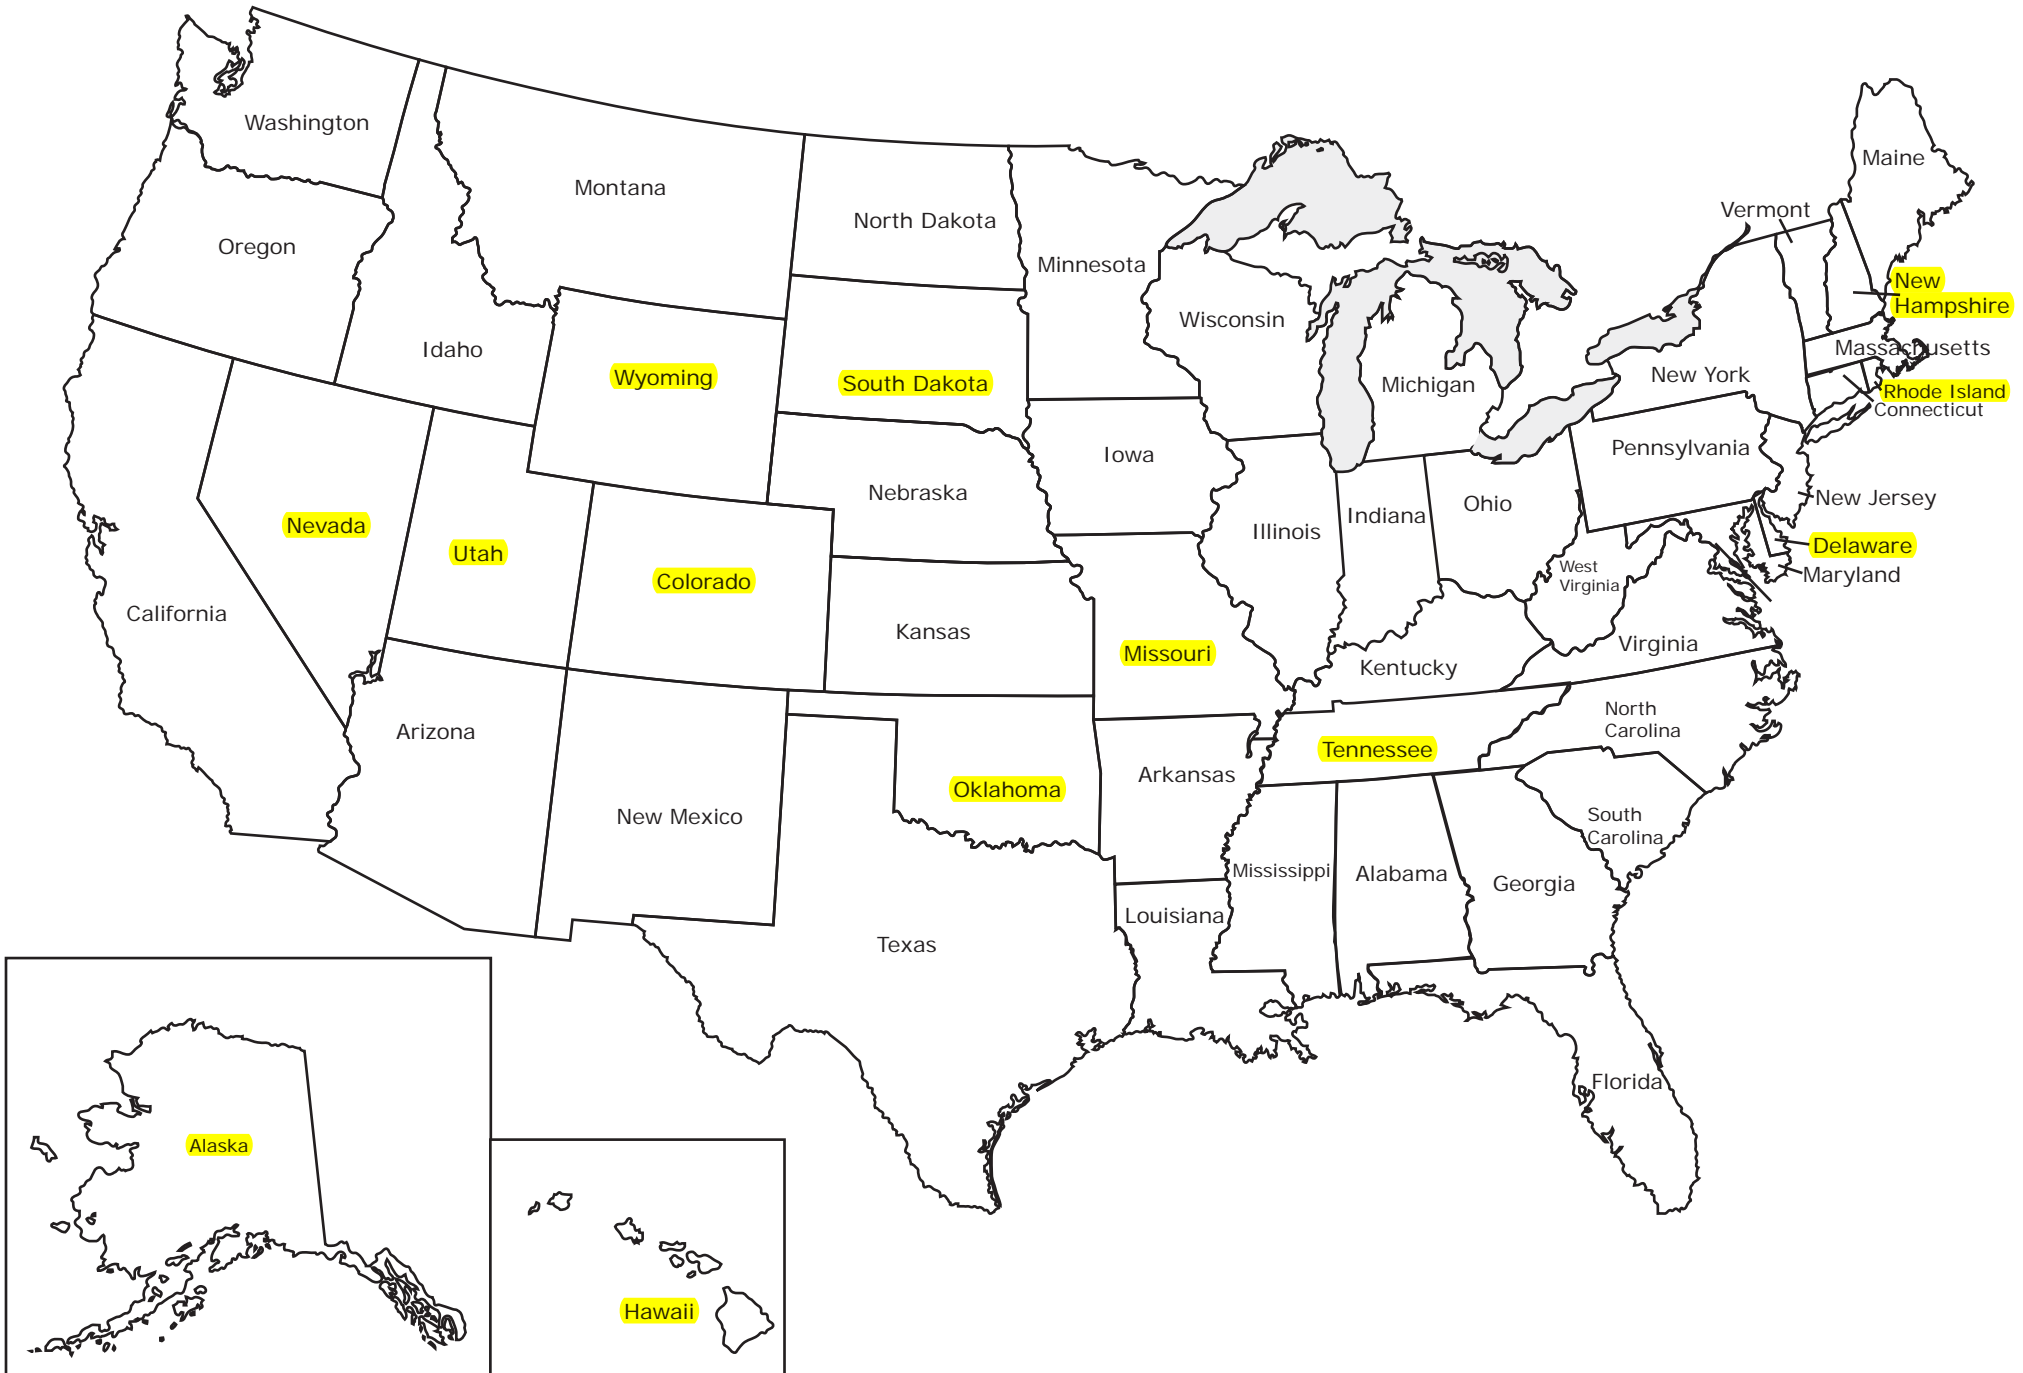 Washington
Montana
Maine
North Dakota
Vermont
Oregon
Minnesota
New
Hampshire
Wisconsin
Idaho
Massachusetts
Wyoming
South Dakota
Michigan
New York
Rhode Island
Connecticut
Iowa
Pennsylvania
Nebraska
New Jersey
Ohio
Indiana
Nevada
Illinois
Delaware
Utah
West
Virginia
Maryland
Colorado
California
Kansas
Virginia
Missouri
Kentucky
North
Carolina
Arizona
Tennessee
Arkansas
Oklahoma
New Mexico
South
Carolina
Mississippi
Alabama
Georgia
Louisiana
Texas
Florida
Alaska
Hawaii